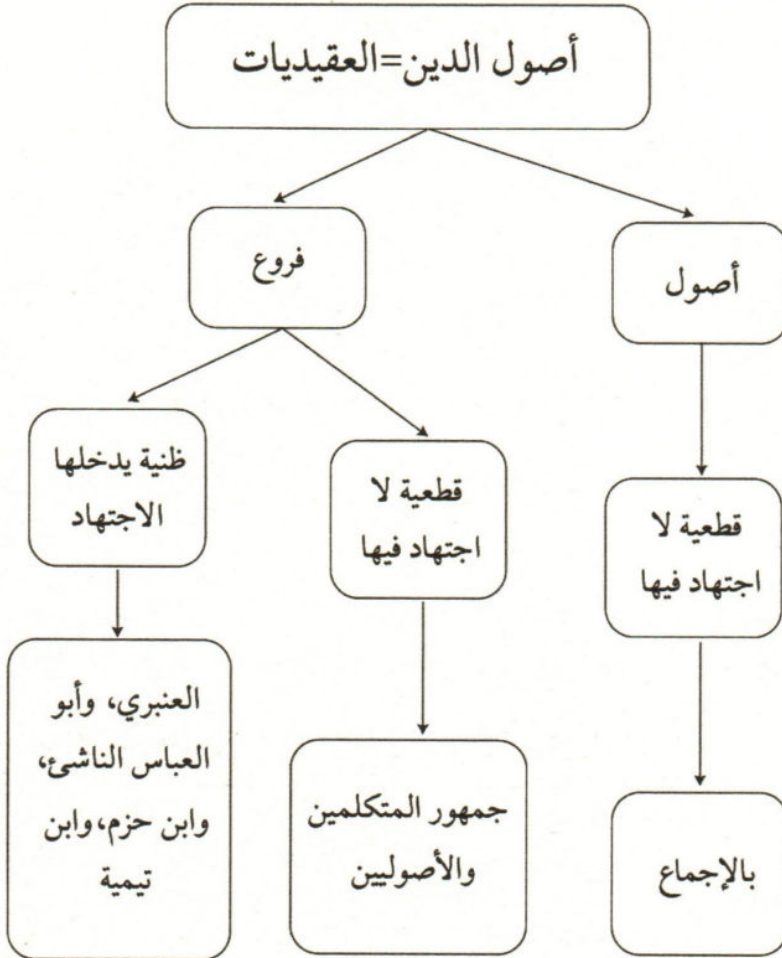 أصول الدين=العقيديات
أصول
فروع
قطعية لا
اجتهاد فيها
قطعية لا
اجتهاد فيها
ظنية يدخلها
الاجتهاد
بالإجماع
جمهور المتكلمين
والأصوليين
العنبري، وأبو
العباس الناشئ،
وابن حزم،وابن
تيمية